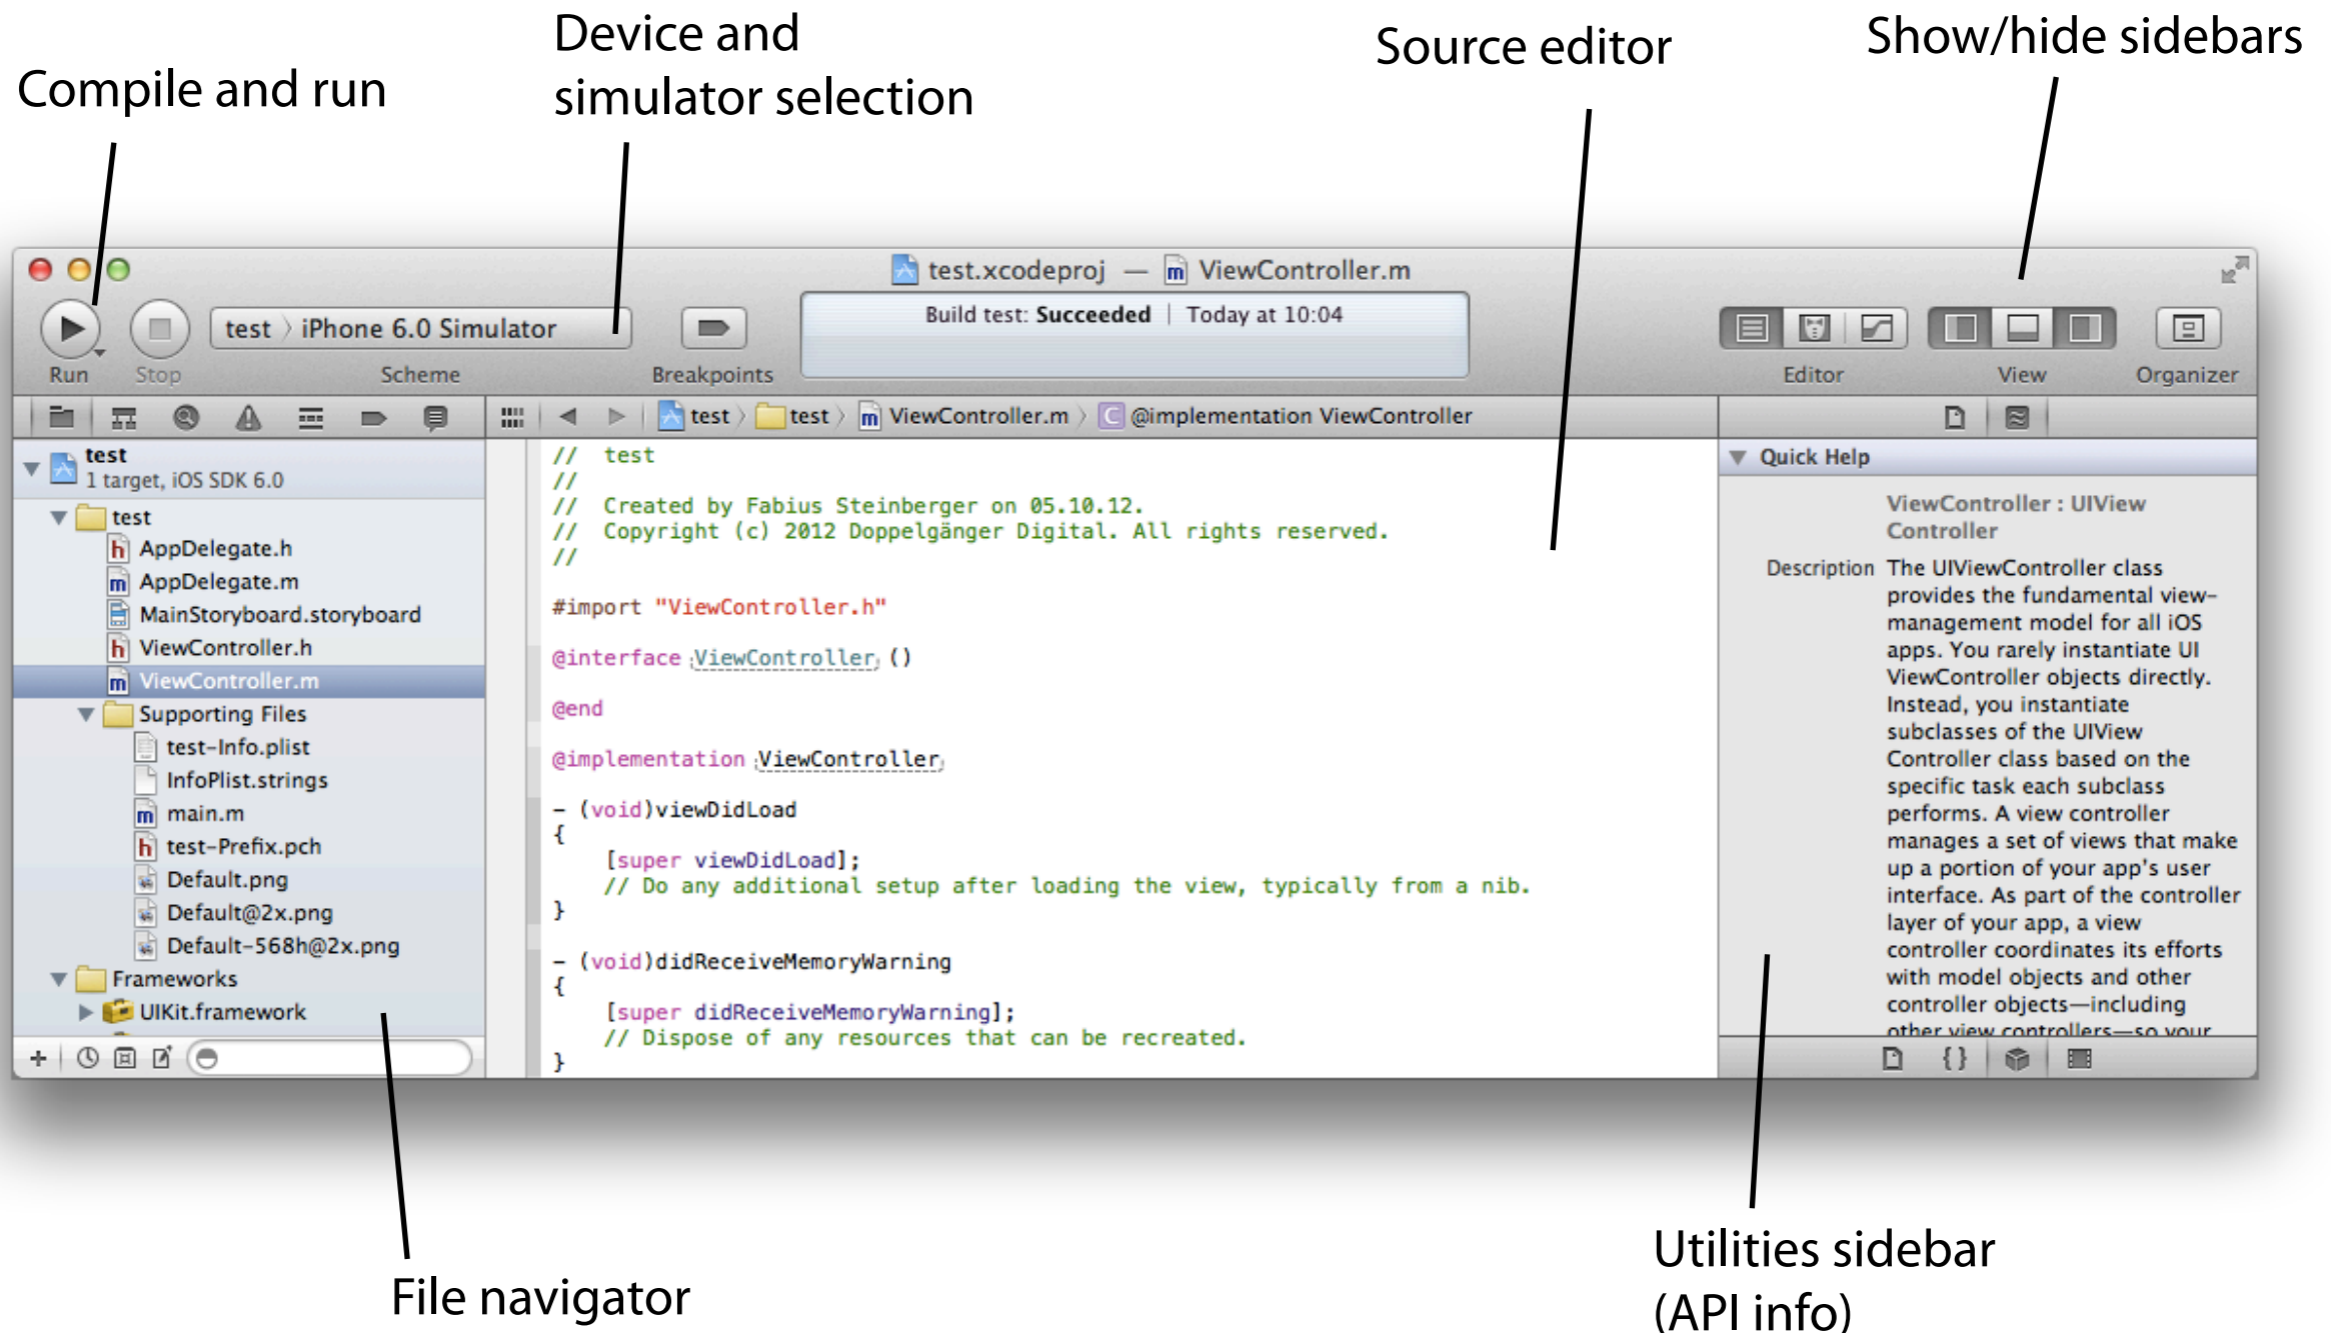 Device and
simulator selection
Compile and run
Source editor
Show/hide sidebars
test.xcodeproj — ViewController.m
test 〉 iPhone 6.0 Simulator
Build test: Succeeded | Today at 10:04
Run
Stop
Scheme
Breakpoints
Editor
View
Organizer
test 〉 test 〉 ViewController.m 〉 C @implementation ViewController
test
1 target, iOS SDK 6.0
test
h AppDelegate.h
m AppDelegate.m
MainStoryboard.storyboard
h ViewController.h
m ViewController.m
Supporting Files
test-Info.plist
InfoPlist.strings
m main.m
h test-Prefix.pch
Default.png
Default@2x.png
Default-568h@2x.png
Frameworks
UIKit.framework
//  test
//
//  Created by Fabius Steinberger on 05.10.12.
//  Copyright (c) 2012 Doppelgänger Digital. All rights reserved.
//
#import "ViewController.h"
@interface ViewController ()
@end
@implementation ViewController
- (void)viewDidLoad
{
    [super viewDidLoad];
    // Do any additional setup after loading the view, typically from a nib.
}
- (void)didReceiveMemoryWarning
{
    [super didReceiveMemoryWarning];
    // Dispose of any resources that can be recreated.
}
Quick Help
ViewController : UIView
Controller
Description The UIViewController class
provides the fundamental view-
management model for all iOS
apps. You rarely instantiate UI
ViewController objects directly.
Instead, you instantiate
subclasses of the UIView
Controller class based on the
specific task each subclass
performs. A view controller
manages a set of views that make
up a portion of your app's user
interface. As part of the controller
layer of your app, a view
controller coordinates its efforts
with model objects and other
controller objects—including
other view controllers—so your
{}
File navigator
Utilities sidebar
(API info)